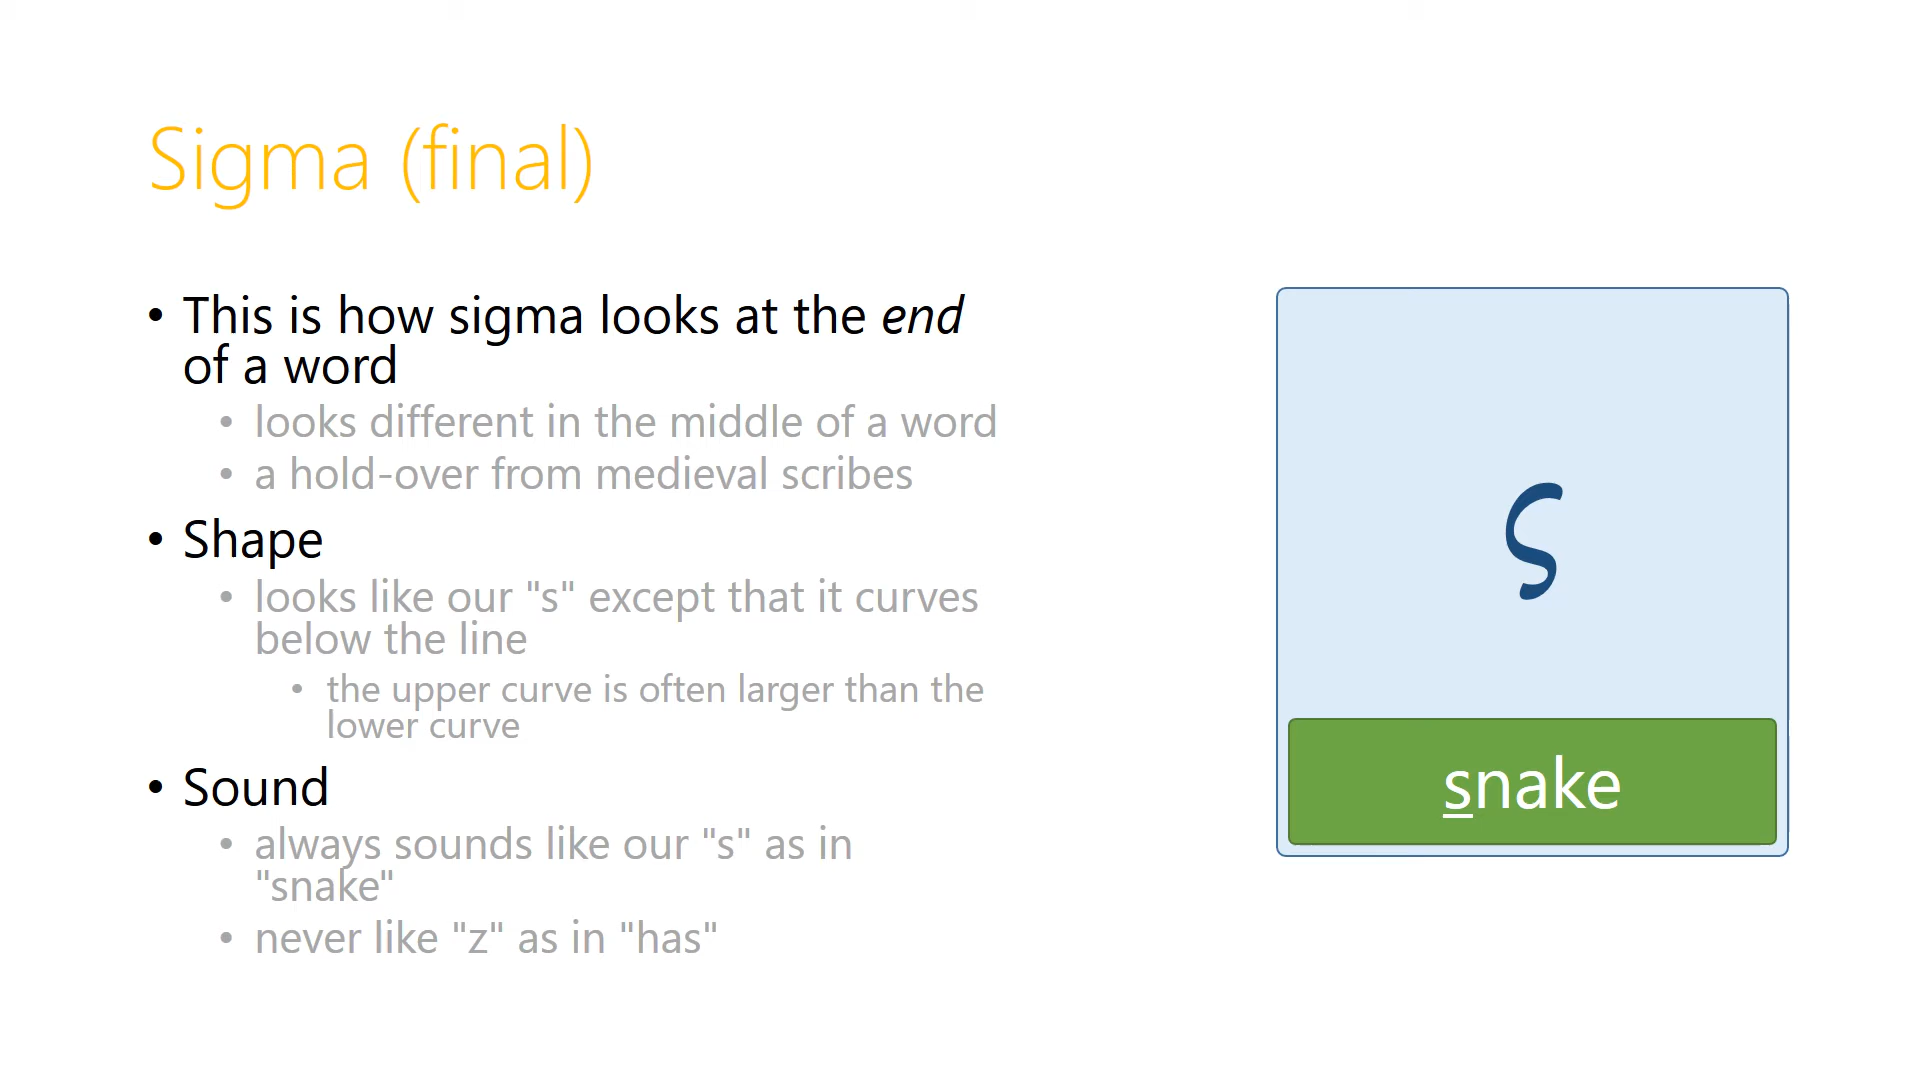 Sigma (final)
• This is how sigma looks at the end
of a word
• looks different in the middle of a word
• a hold-over from medieval scribes
• Shape
• looks like our "s" except that it curves
below the line
• the upper curve is often larger than the
lower curve
• Sound
• always sounds like our "s" as in
"snake"
• never like "z" as in "has"
ς
snake